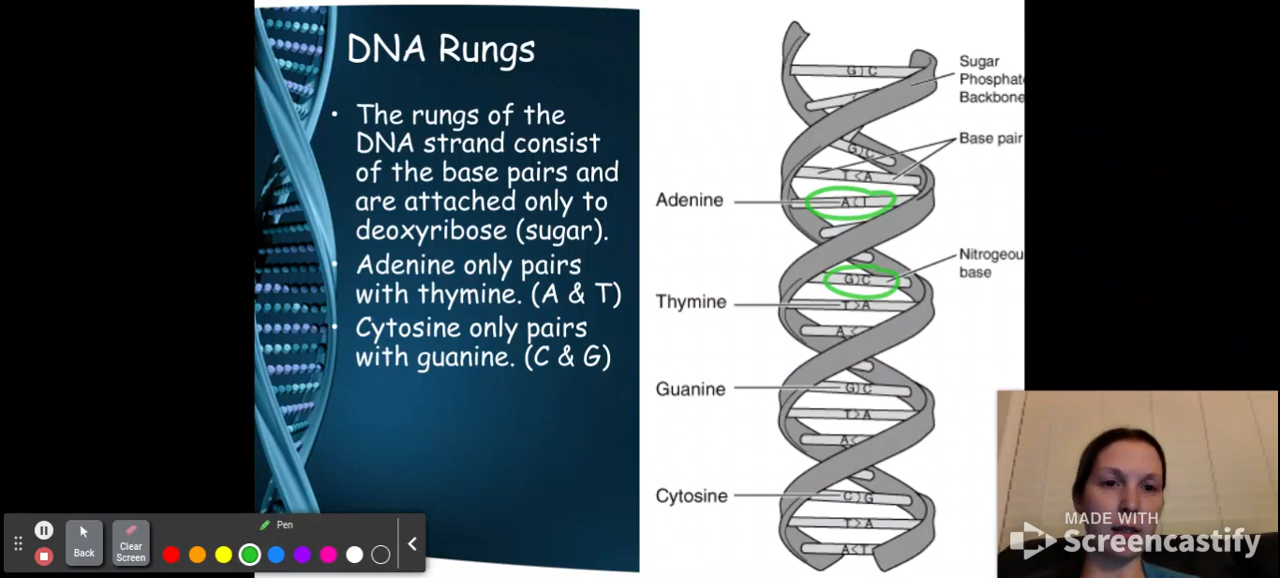 DNA Rungs
• The rungs of the
DNA strand consist
of the base pairs and
are attached only to
deoxyribose (sugar).
• Adenine only pairs
with thymine. (A & T)
• Cytosine only pairs
with guanine. (C & G)
Sugar
Phosphat
Backbone
Base pair
Adenine
Nitrogeou
base
Thymine
Guanine
Cytosine
G C
G C
T A
A T
G C
T A
A
G C
T A
A
C G
T A
A T
Pen
Back
Clear
Screen
MADE WITH
Screencastify